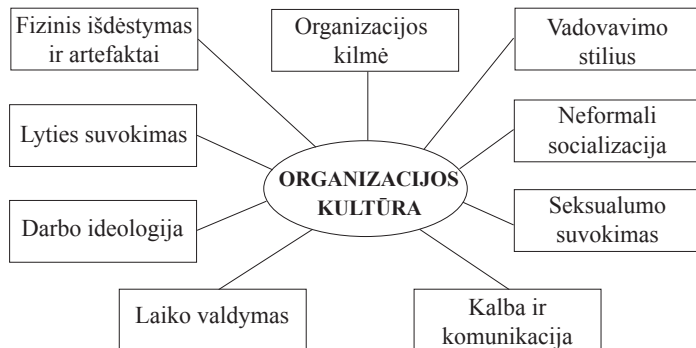 Fizinis išdėstymas
ir artefaktai
Organizacijos
kilmė
Vadovavimo
stilius
Lyties suvokimas
Neformali
socializacija
ORGANIZACIJOS
KULTŪRA
Darbo ideologija
Seksualumo
suvokimas
Laiko valdymas
Kalba ir
komunikacija